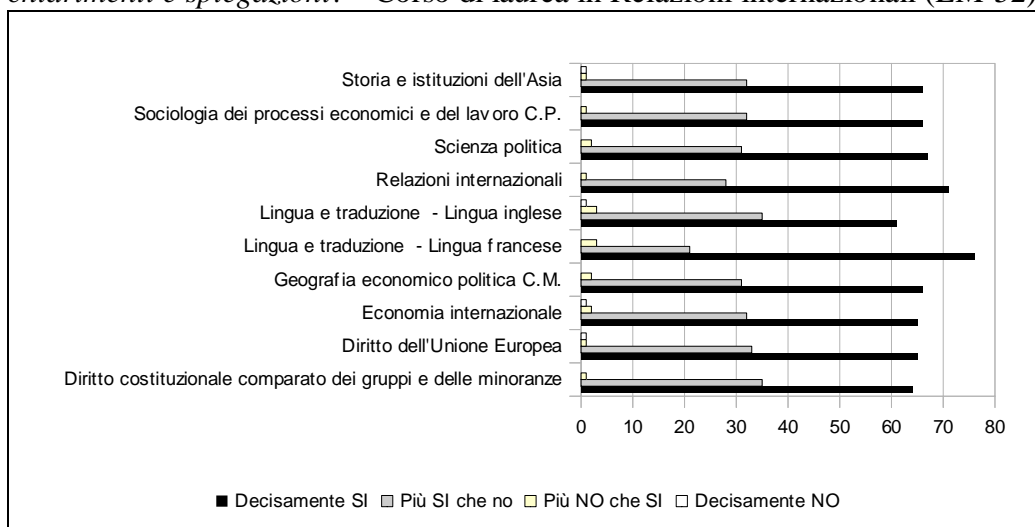 chiarimenti e spiegazioni? – Corso di laurea in Relazioni internazionali (LM-52)
Storia e istituzioni dell'Asia
Sociologia dei processi economici e del lavoro C.P.
Scienza politica
Relazioni internazionali
Lingua e traduzione - Lingua inglese
Lingua e traduzione - Lingua francese
Geografia economico politica C.M.
Economia internazionale
Diritto dell'Unione Europea
Diritto costituzionale comparato dei gruppi e delle minoranze
0 10 20 30 40 50 60 70 80
Decisamente SI Più SI che no Più NO che SI Decisamente NO